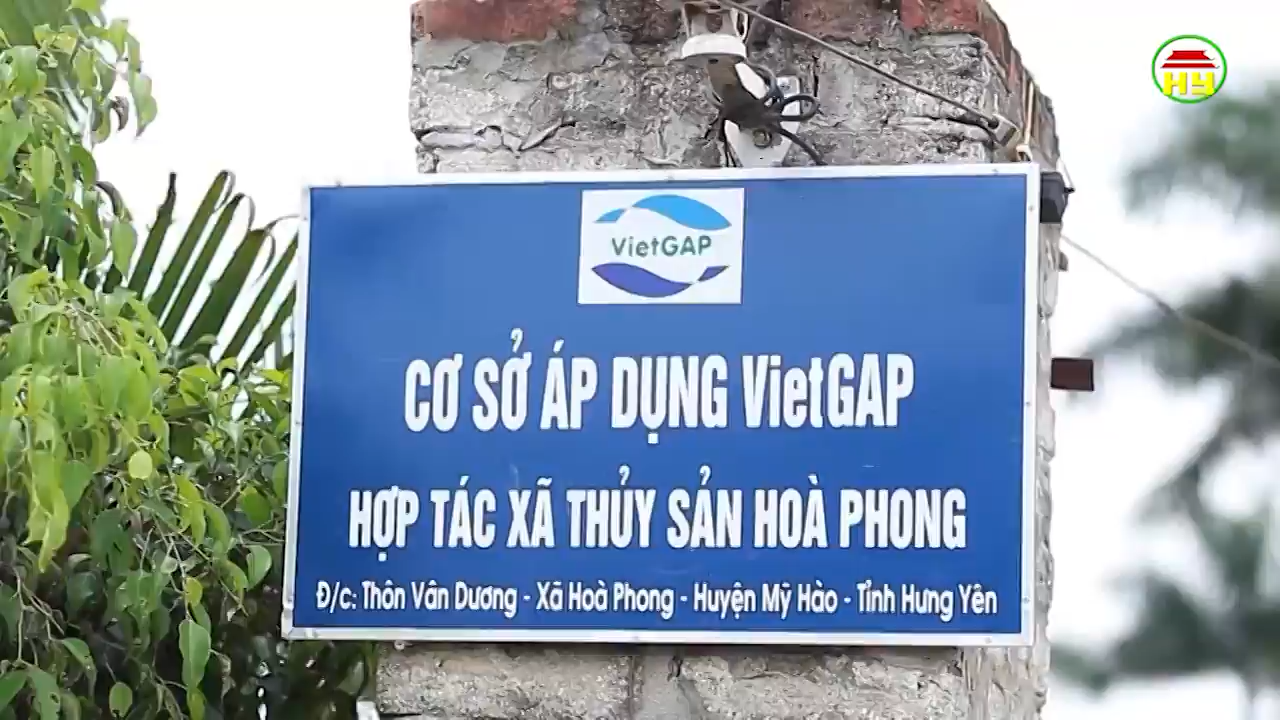 HY
VietGAP
CƠ SỞ ÁP DỤNG VietGAP
HỢP TÁC XÃ THỦY SẢN HOÀ PHONG
Đ/c: Thôn Vân Dương - Xã Hoà Phong - Huyện Mỹ Hào - Tỉnh Hưng Yên